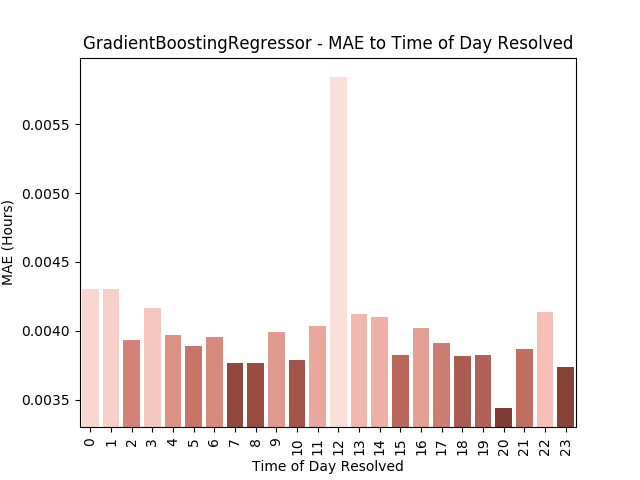 GradientBoostingRegressor - MAE to Time of Day Resolved
MAE (Hours)
0.0055
0.0050
0.0045
0.0040
0.0035
0 1 2 3 4 5 6 7 8 9 10 11 12 13 14 15 16 17 18 19 20 21 22 23
Time of Day Resolved